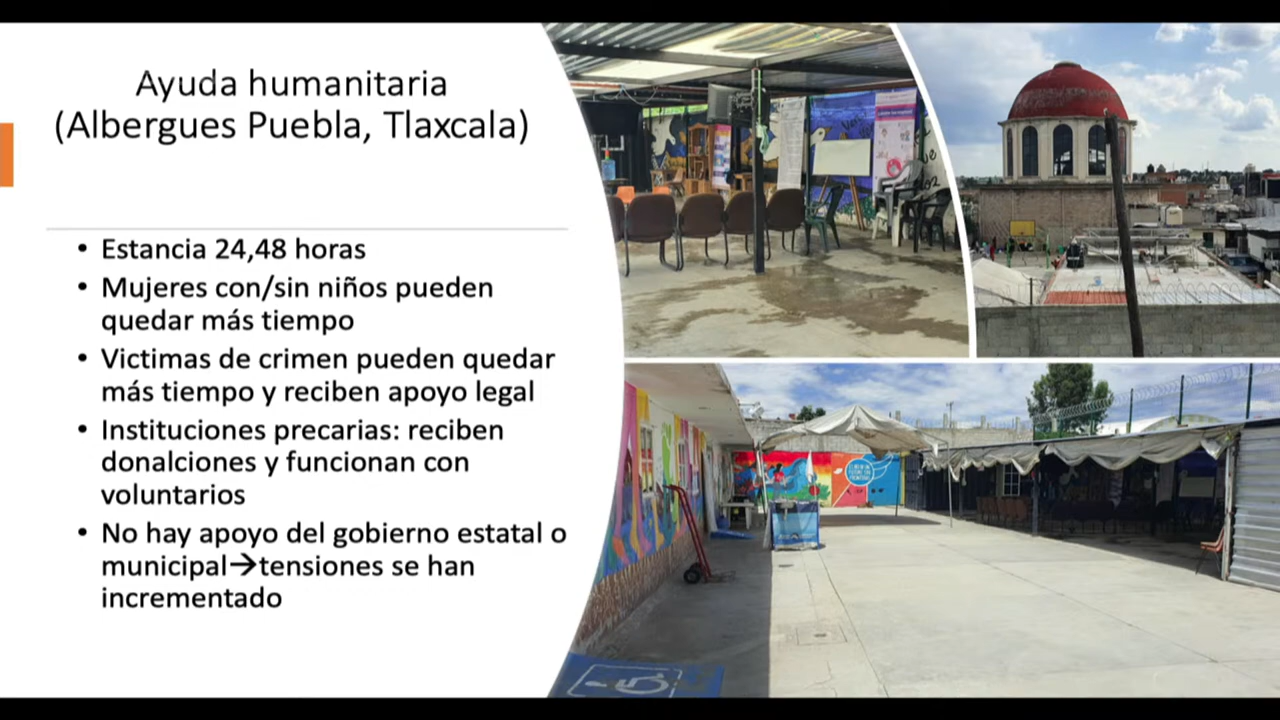 Ayuda humanitaria
(Albergues Puebla, Tlaxcala)
• Estancia 24,48 horas
• Mujeres con/sin niños pueden
quedar más tiempo
• Victimas de crimen pueden quedar
más tiempo y reciben apoyo legal
• Instituciones precarias: reciben
donalciones y funcionan con
voluntarios
• No hay apoyo del gobierno estatal o
municipal→tensiones se han
incrementado